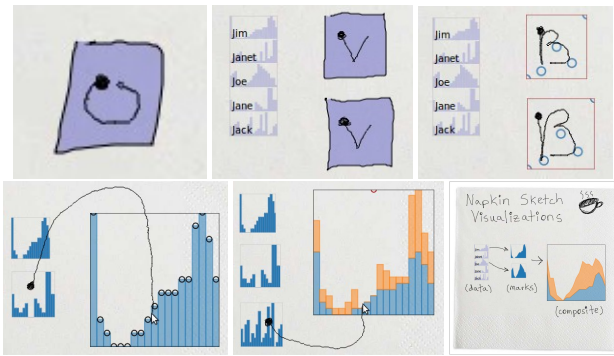 Jim
Janet
Joe
Jane
Jack
Jim
Janet
Joe
Jane
Jack
Napkin Sketch
Visualizations
(data)
(marks)
(composite)